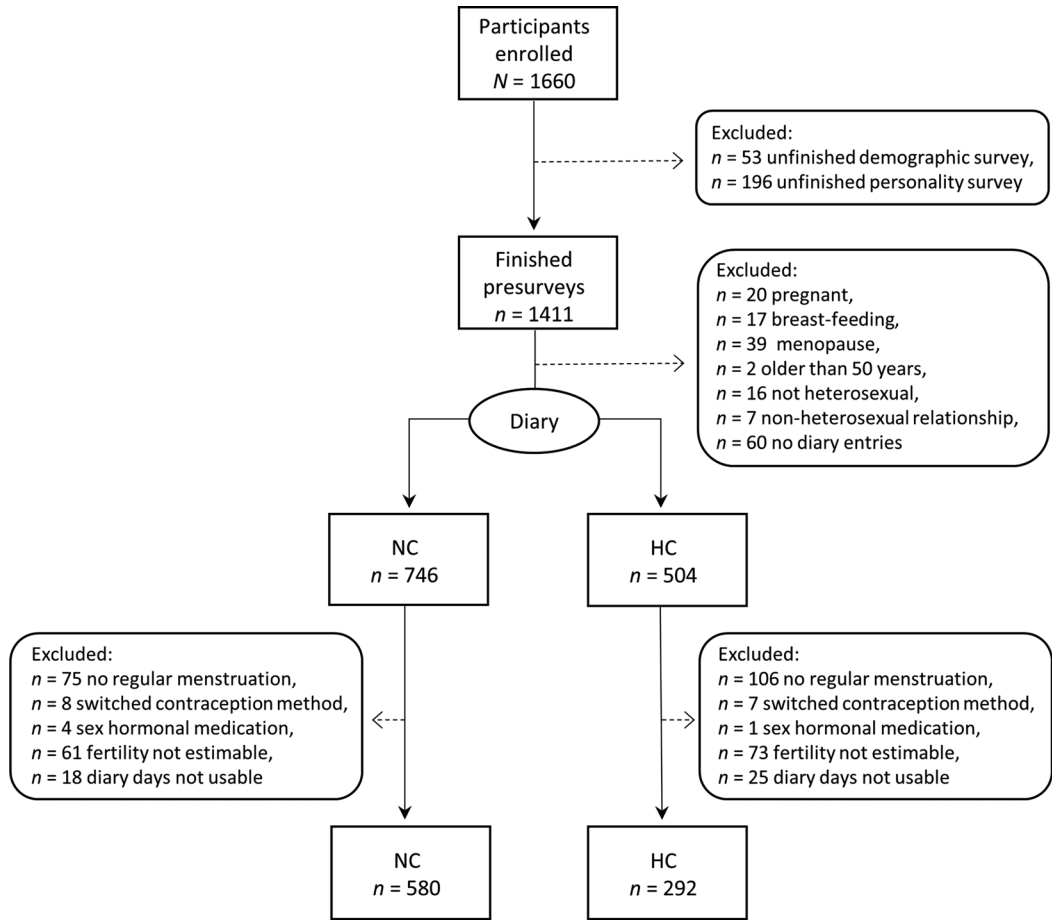 Participants
enrolled
N = 1660
Excluded:
n = 53 unfinished demographic survey,
n = 196 unfinished personality survey
Finished
presurveys
n = 1411
Excluded:
n = 20 pregnant,
n = 17 breast-feeding,
n = 39 menopause,
n = 2 older than 50 years,
n = 16 not heterosexual,
n = 7 non-heterosexual relationship,
n = 60 no diary entries
Diary
NC
n = 746
HC
n = 504
Excluded:
n = 75 no regular menstruation,
n = 8 switched contraception method,
n = 4 sex hormonal medication,
n = 61 fertility not estimable,
n = 18 diary days not usable
Excluded:
n = 106 no regular menstruation,
n = 7 switched contraception method,
n = 1 sex hormonal medication,
n = 73 fertility not estimable,
n = 25 diary days not usable
NC
n = 580
HC
n = 292